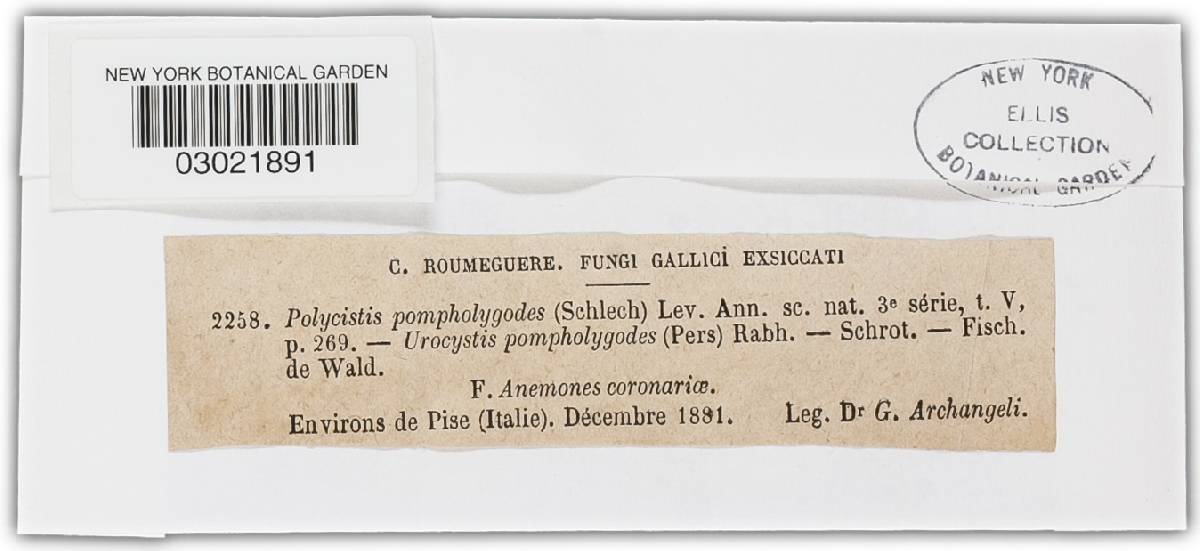 NEW YORK BOTANICAL GARDEN
03021891
NEW YORK
ELLIS
COLLECTION
BOTANICAL GARDEN
C. ROUMEGUERE. FUNGI GALLICI EXSICCATI
2258. Polycistis pompholygodes (Schlech) Lev. Ann. sc. nat. 3e série, t. V,
p. 269. — Urocystis pompholygodes (Pers) Rabh. — Schrot. — Fisch.
de Wald.
F. Anemones coronariæ.
Environs de Pise (Italie). Décembre 1881. Leg. Dr G. Archangeli.